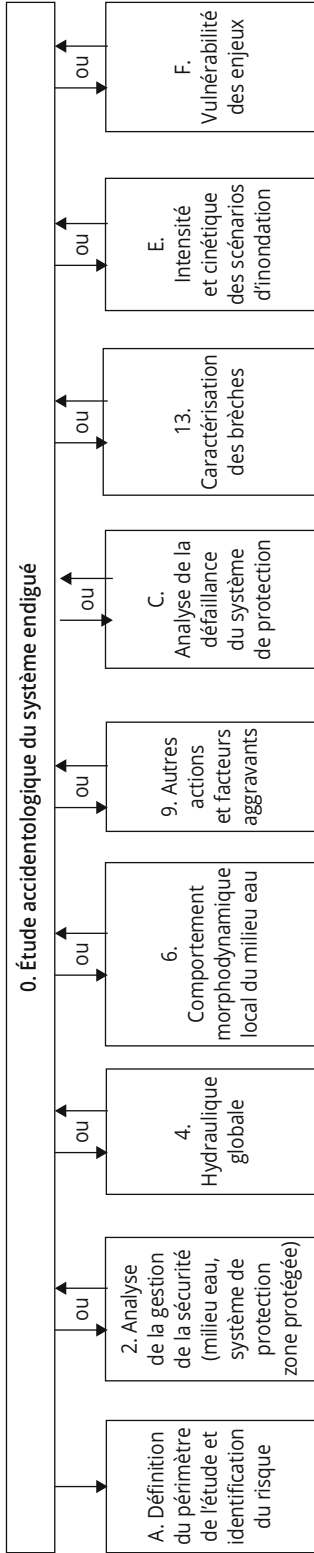 0. Étude accidentologique du système endigué
A. Définition
du périmètre
de l'étude et
identification
du risque
ou
2. Analyse
de la gestion
de la sécurité
(milieu eau,
système de
protection
zone protégée)
ou
4.
Hydraulique
globale
ou
6.
Comportement
morphodynamique
local du milieu eau
ou
9. Autres
actions
et facteurs
aggravants
ou
C.
Analyse de la
défaillance
du système
de protection
ou
13.
Caractérisation
des brèches
ou
E.
Intensité
et cinétique
des scénarios
d'inondation
ou
F.
Vulnérabilité
des enjeux